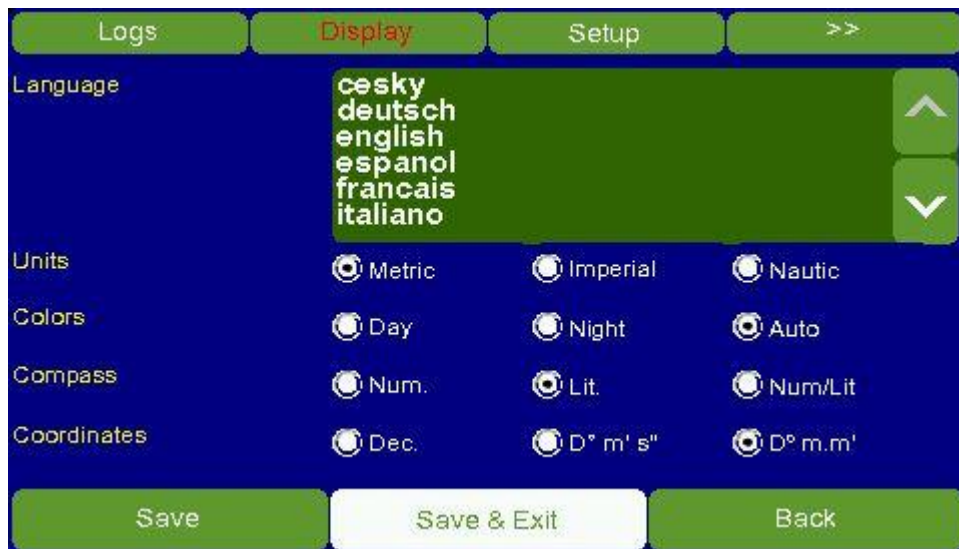 Logs Display Setup >>
Language
cesky
deutsch
english
espanol
francais
italiano
Units Metric Imperial Nautic
Colors Day Night Auto
Compass Num. Lit. Num/Lit
Coordinates Dec. D° m' s" D° m.m'
Save Save & Exit Back